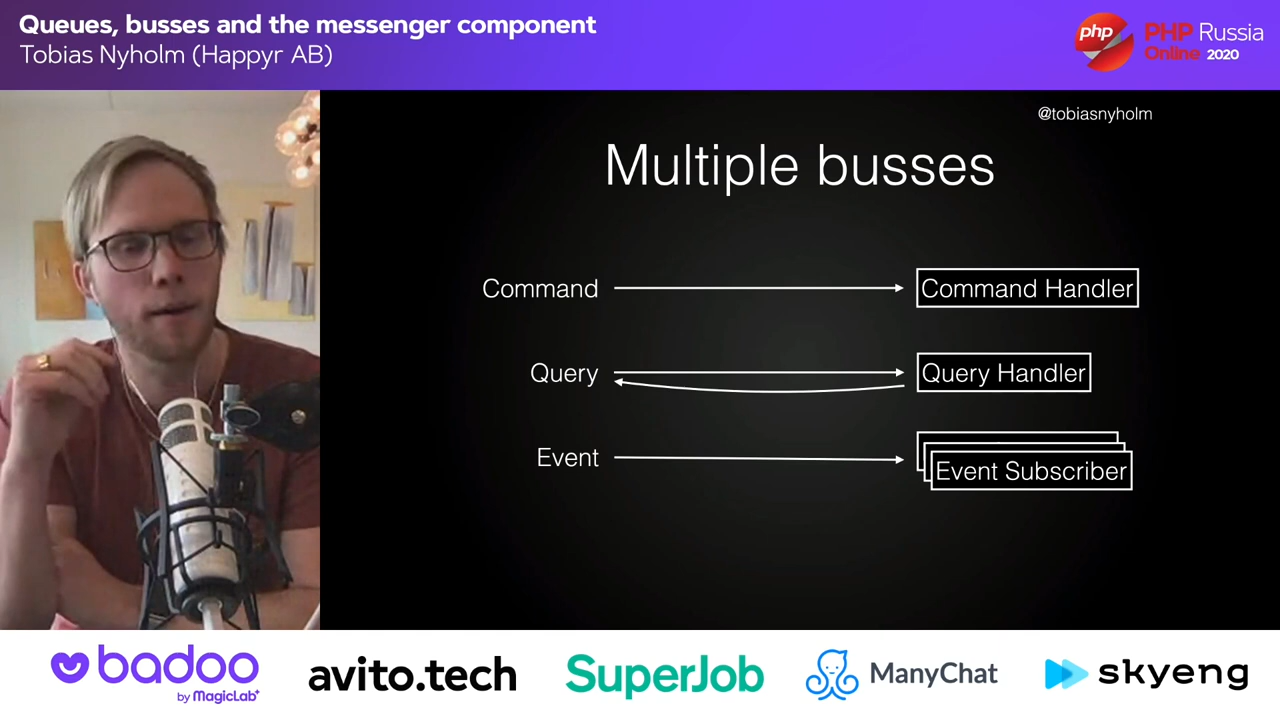 Queues, busses and the messenger component
Tobias Nyholm (Happyr AB)
php
PHP Russia
Online 2020
@tobiasnyholm
Multiple busses
Command
Command Handler
Query
Query Handler
Event
Event Subscriber
badoo
by MagicLab
avito.tech
SuperJob
ManyChat
skyeng